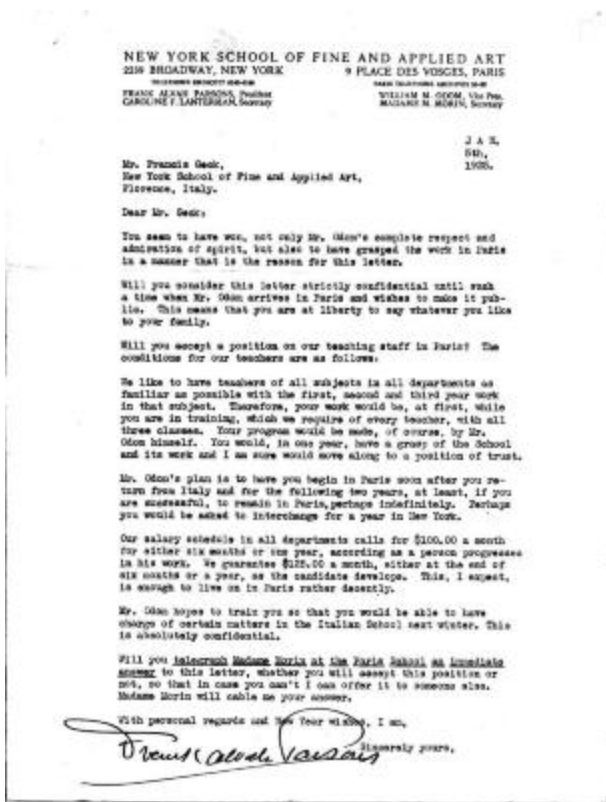 NEW YORK SCHOOL OF FINE AND APPLIED ART
2239 BROADWAY, NEW YORK 9 PLACE DES VOSGES, PARIS
FRANK ALVAH PARSONS, President WILLIAM M. ODOM, Vice Pres.
CAROLINE F. LANTERMAN, Secretary MADAME M. MORIN, Secretary
JAN.
5th,
Mr. Francis Geck,
New York School of Fine and Applied Art,
Florence, Italy.
Dear Mr. Geck:
You seem to have won, not only Mr. Odom's complete respect and
admiration of spirit, but also to have grasped the work in Paris
in a manner that is the reason for this letter.
Will you consider this letter strictly confidential until such
a time when Mr. Odom arrives in Paris and wishes to make it pub-
lic. This means that you are at liberty to say whatever you like
to your family.
Will you accept a position on our teaching staff in Paris? The
conditions for our teachers are as follows:
We like to have teachers of all subjects in all departments as
familiar as possible with the first, second and third year work
in that subject. Therefore, your work would be, at first, while
you are in training, which we require of every teacher, with all
three classes. Your program would be made, of course, by Mr.
Odom himself. You would, in one year, have a grasp of the School
and its work and I am sure would move along to a position of trust.
Mr. Odom's plan is to have you begin in Paris soon after you re-
turn from Italy and for the following two years, at least, if you
are successful, to remain in Paris, perhaps indefinitely. Perhaps
you would be asked to interchange for a year in New York.
Our salary schedule in all departments calls for $100.00 a month
for either six months or one year, according as a person progresses
in his work. We guarantee $125.00 a month, either at the end of
six months or a year, as the candidate develops. This, I expect,
is enough to live on in Paris rather decently.
Mr. Odom hopes to train you so that you would be able to have
charge of certain matters in the Italian School next winter. This
is absolutely confidential.
Will you telegraph Madame Morin at the Paris School an immediate
answer to this letter, whether you will accept this position or
not, so that in case you can't I can offer it to someone else.
Madame Morin will cable me your answer.
With personal regards and New Year wishes, I am,
Sincerely yours,
Frank Alvah Parsons